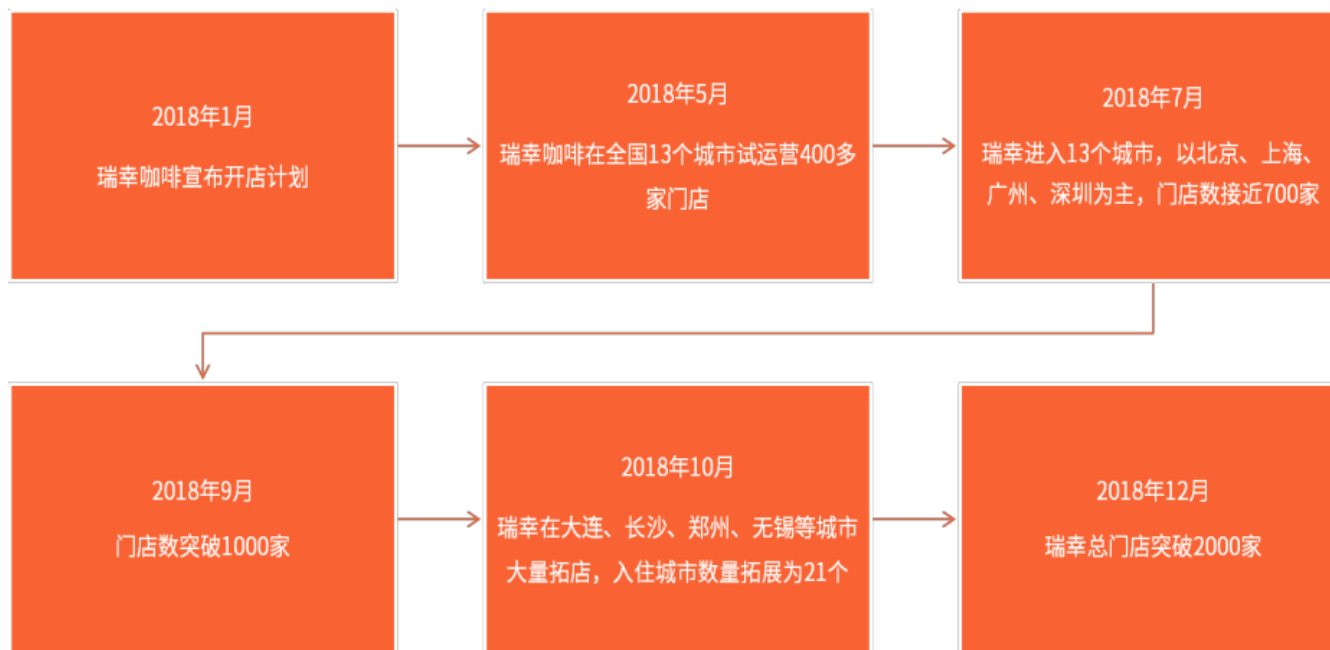 2018年1月
瑞幸咖啡宣布开店计划
2018年5月
瑞幸咖啡在全国13个城市试运营400多
家门店
2018年7月
瑞幸进入13个城市，以北京、上海、
广州、深圳为主，门店数接近700家
2018年9月
门店数突破1000家
2018年10月
瑞幸在大连、长沙、郑州、无锡等城市
大量拓店，入住城市数量拓展为21个
2018年12月
瑞幸总门店突破2000家